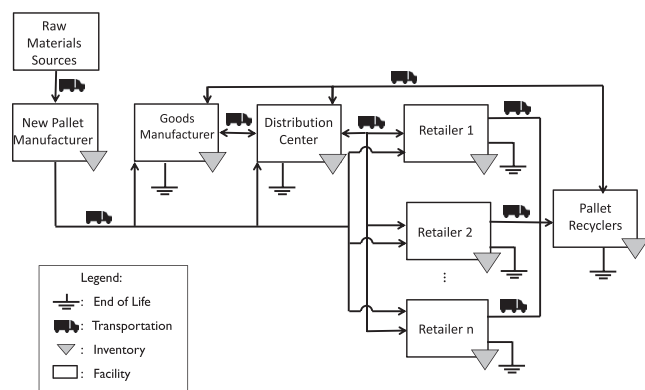 Raw
Materials
Sources
New Pallet
Manufacturer
Goods
Manufacturer
Distribution
Center
Retailer 1
Retailer 2
...
Retailer n
Pallet
Recyclers
Legend:
: End of Life
: Transportation
: Inventory
: Facility